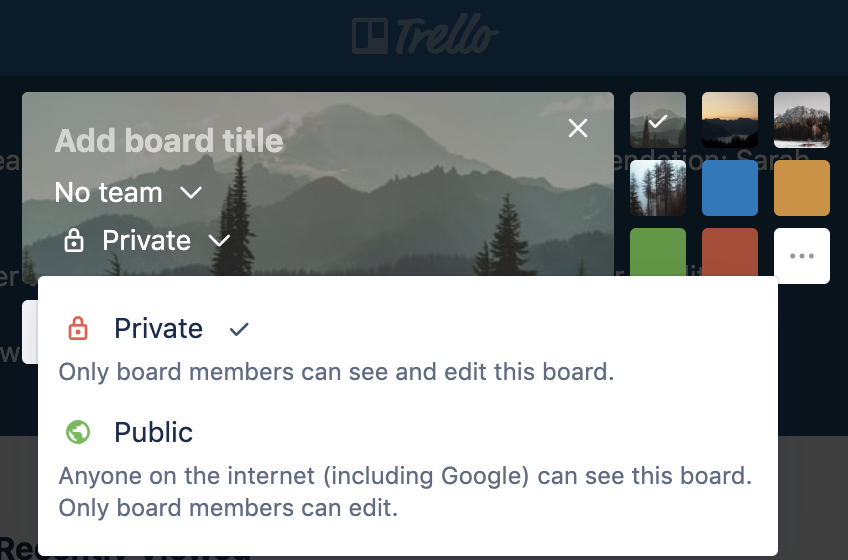 Trello
Add board title
No team
Private
Private
Only board members can see and edit this board.
Public
Anyone on the internet (including Google) can see this board.
Only board members can edit.